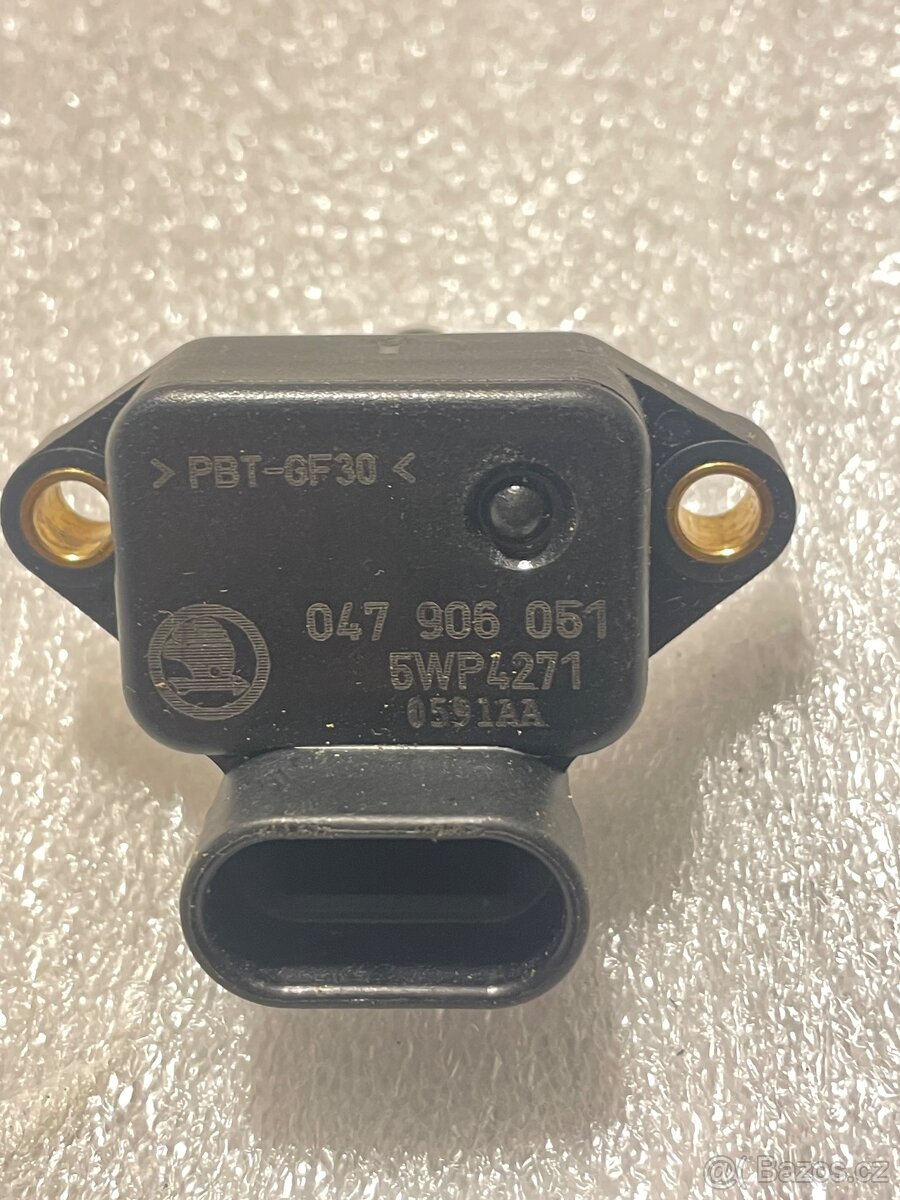 > PBT-GF30 <
047 906 051
5WP4271
0591AA
@ Bazos.cz